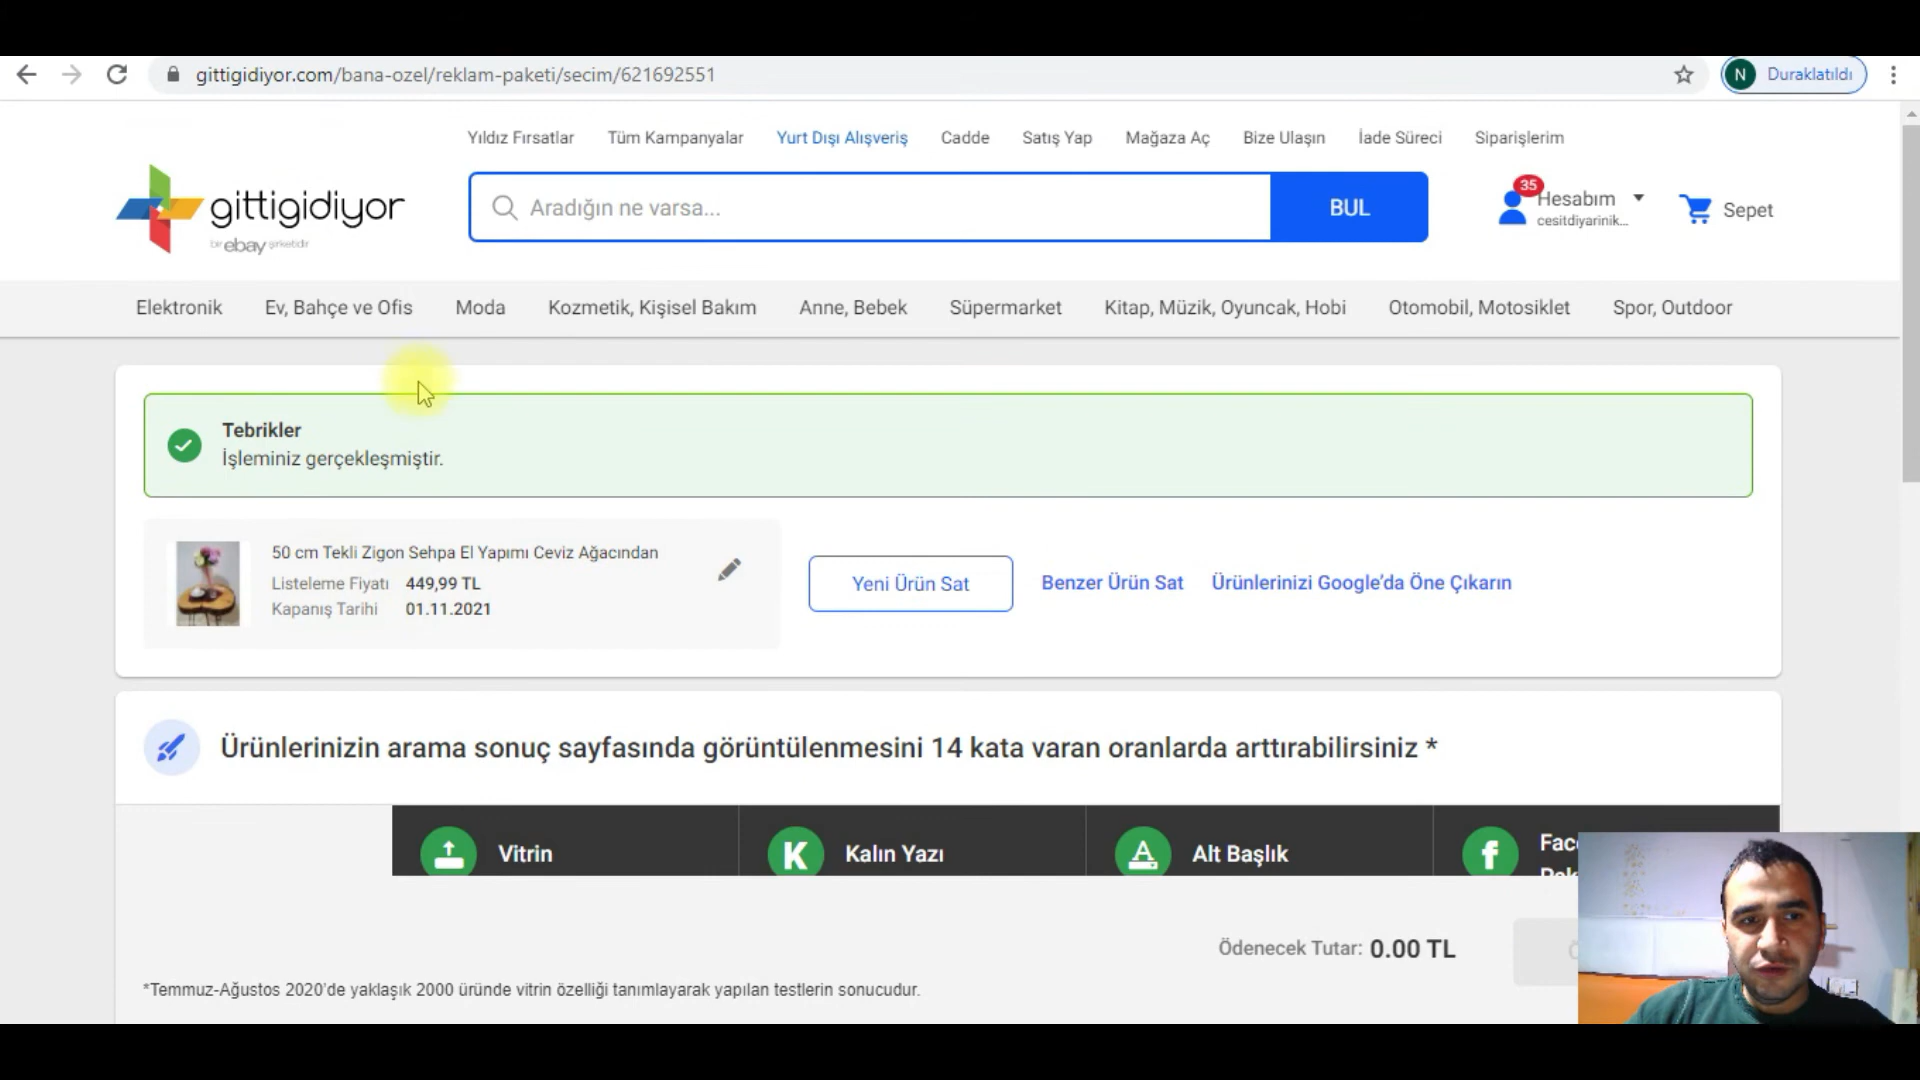 gittigidiyor.com/bana-ozel/reklam-paketi/secim/621692551
N Duraklatıldı
Yıldız Fırsatlar Tüm Kampanyalar Yurt Dışı Alışveriş Cadde Satış Yap Mağaza Aç Bize Ulaşın İade Süreci Siparişlerim
gittigidiyor
bir ebay şirketidir
Aradığın ne varsa...
BUL
35
Hesabım
cesitdiyarinik...
Sepet
Elektronik Ev, Bahçe ve Ofis Moda Kozmetik, Kişisel Bakım Anne, Bebek Süpermarket Kitap, Müzik, Oyuncak, Hobi Otomobil, Motosiklet Spor, Outdoor
Tebrikler
İşleminiz gerçekleşmiştir.
50 cm Tekli Zigon Sehpa El Yapımı Ceviz Ağacından
Listeleme Fiyatı 449,99 TL
Kapanış Tarihi 01.11.2021
Yeni Ürün Sat
Benzer Ürün Sat
Ürünlerinizi Google'da Öne Çıkarın
Ürünlerinizin arama sonuç sayfasında görüntülenmesini 14 kata varan oranlarda arttırabilirsiniz *
Vitrin
K Kalın Yazı
A Alt Başlık
f
Ödenecek Tutar: 0.00 TL
*Temmuz-Ağustos 2020'de yaklaşık 2000 üründe vitrin özelliği tanımlayarak yapılan testlerin sonucudur.